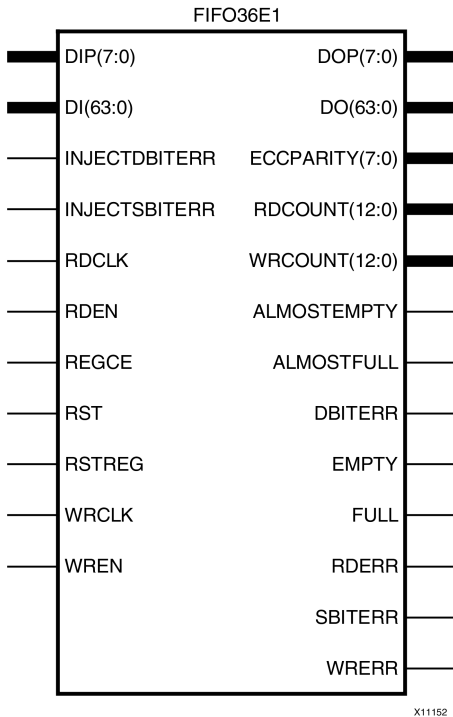 FIFO36E1
DIP(7:0) DOP(7:0)
DI(63:0) DO(63:0)
INJECTDBITERR ECCPARITY(7:0)
INJECTSBITERR RDCOUNT(12:0)
RDCLK WRCOUNT(12:0)
RDEN ALMOSTEMPTY
REGCE ALMOSTFULL
RST DBITERR
RSTREG EMPTY
WRCLK FULL
WREN RDERR
SBITERR
WRERR
X11152